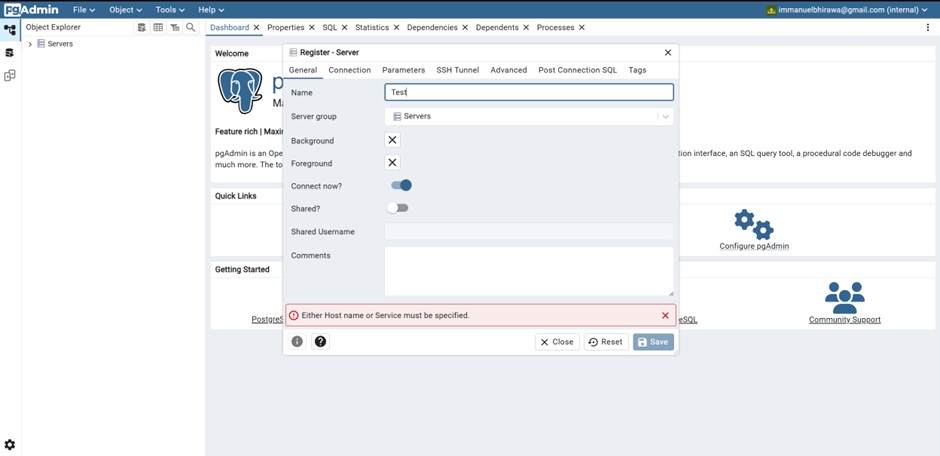 pgAdmin File Object Tools Help immanuelbhirawa@gmail.com (internal)
Object Explorer
Servers
Dashboard Properties SQL Statistics Dependencies Dependents Processes
Welcome
Feature rich | Maxi
pgAdmin is an Ope
much more. The to
tion interface, an SQL query tool, a procedural code debugger and
Quick Links
Configure pgAdmin
Getting Started
PostgreS
eSQL
Community Support
Register - Server
General Connection Parameters SSH Tunnel Advanced Post Connection SQL Tags
Name Test
Server group Servers
Background
Foreground
Connect now?
Shared?
Shared Username
Comments
Either Host name or Service must be specified.
Close Reset Save